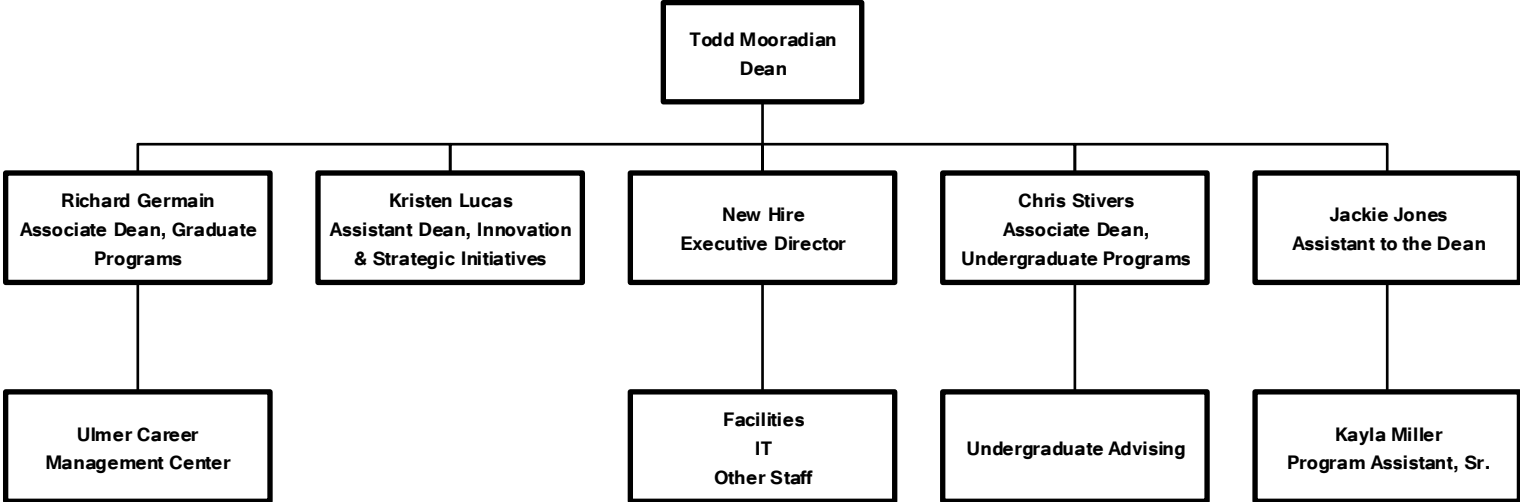 Todd Mooradian
Dean
Richard Germain
Associate Dean, Graduate
Programs
Kristen Lucas
Assistant Dean, Innovation
& Strategic Initiatives
New Hire
Executive Director
Chris Stivers
Associate Dean,
Undergraduate Programs
Jackie Jones
Assistant to the Dean
Ulmer Career
Management Center
Facilities
IT
Other Staff
Undergraduate Advising
Kayla Miller
Program Assistant, Sr.